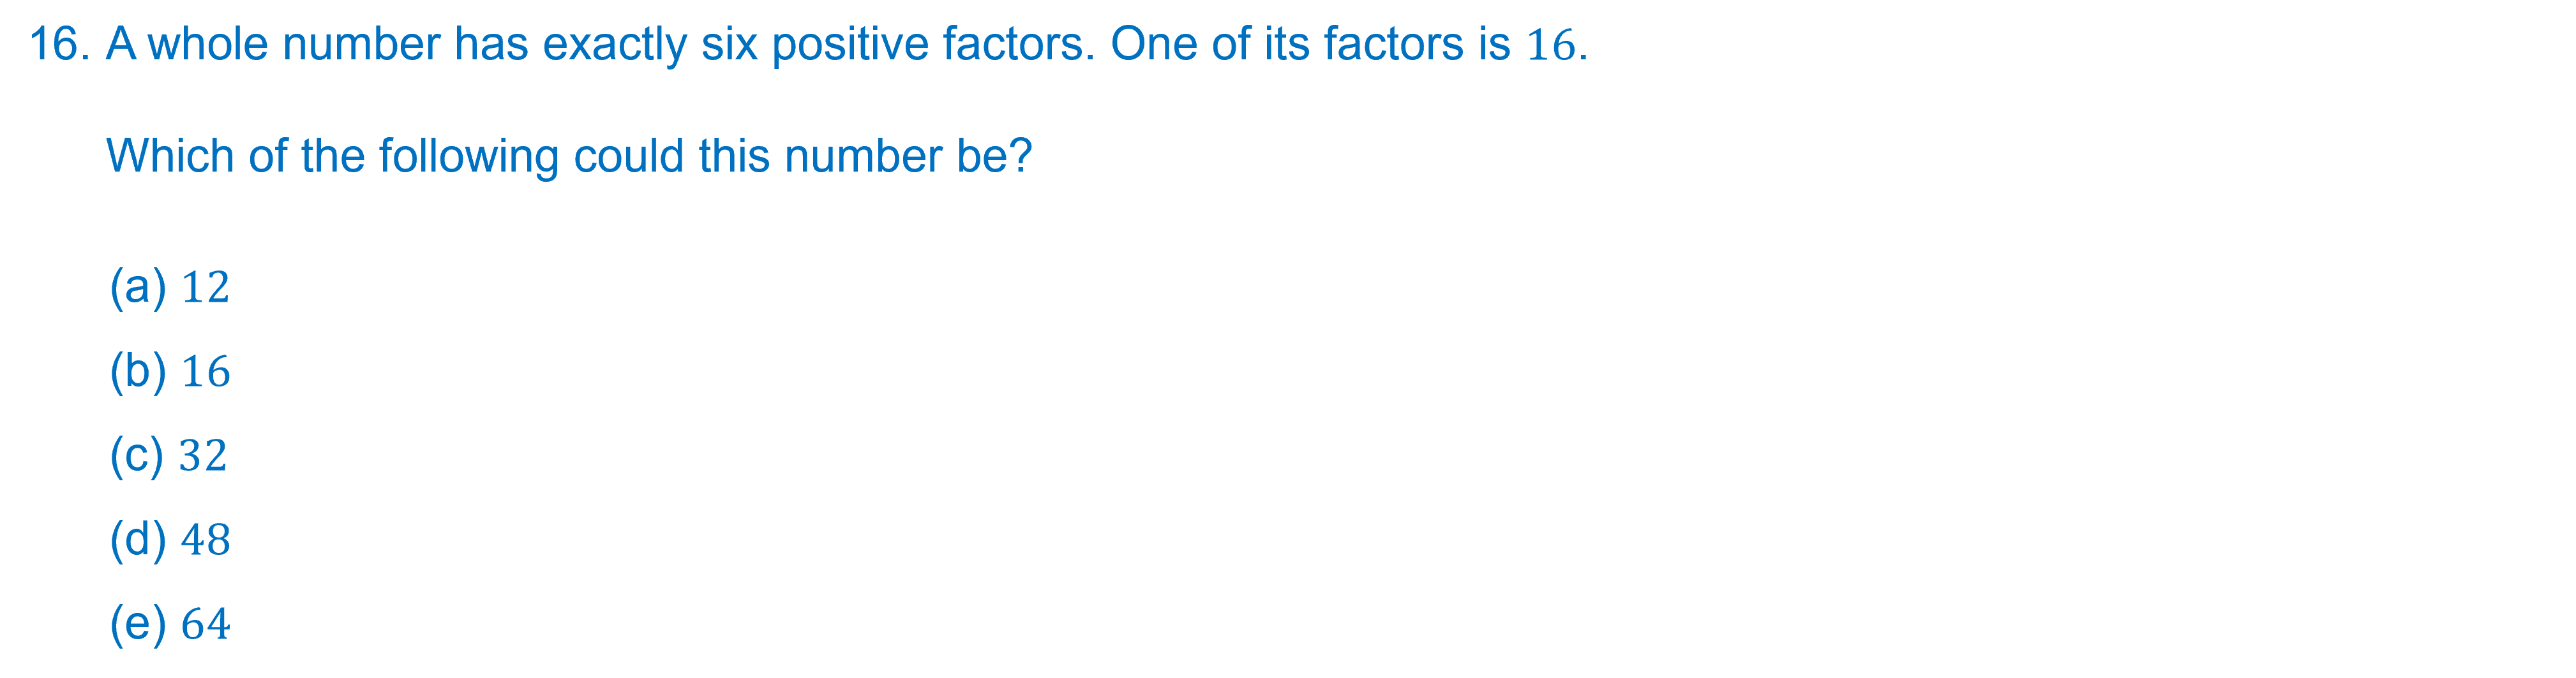 16. A whole number has exactly six positive factors. One of its factors is 16.
Which of the following could this number be?
(a) 12
(b) 16
(c) 32
(d) 48
(e) 64